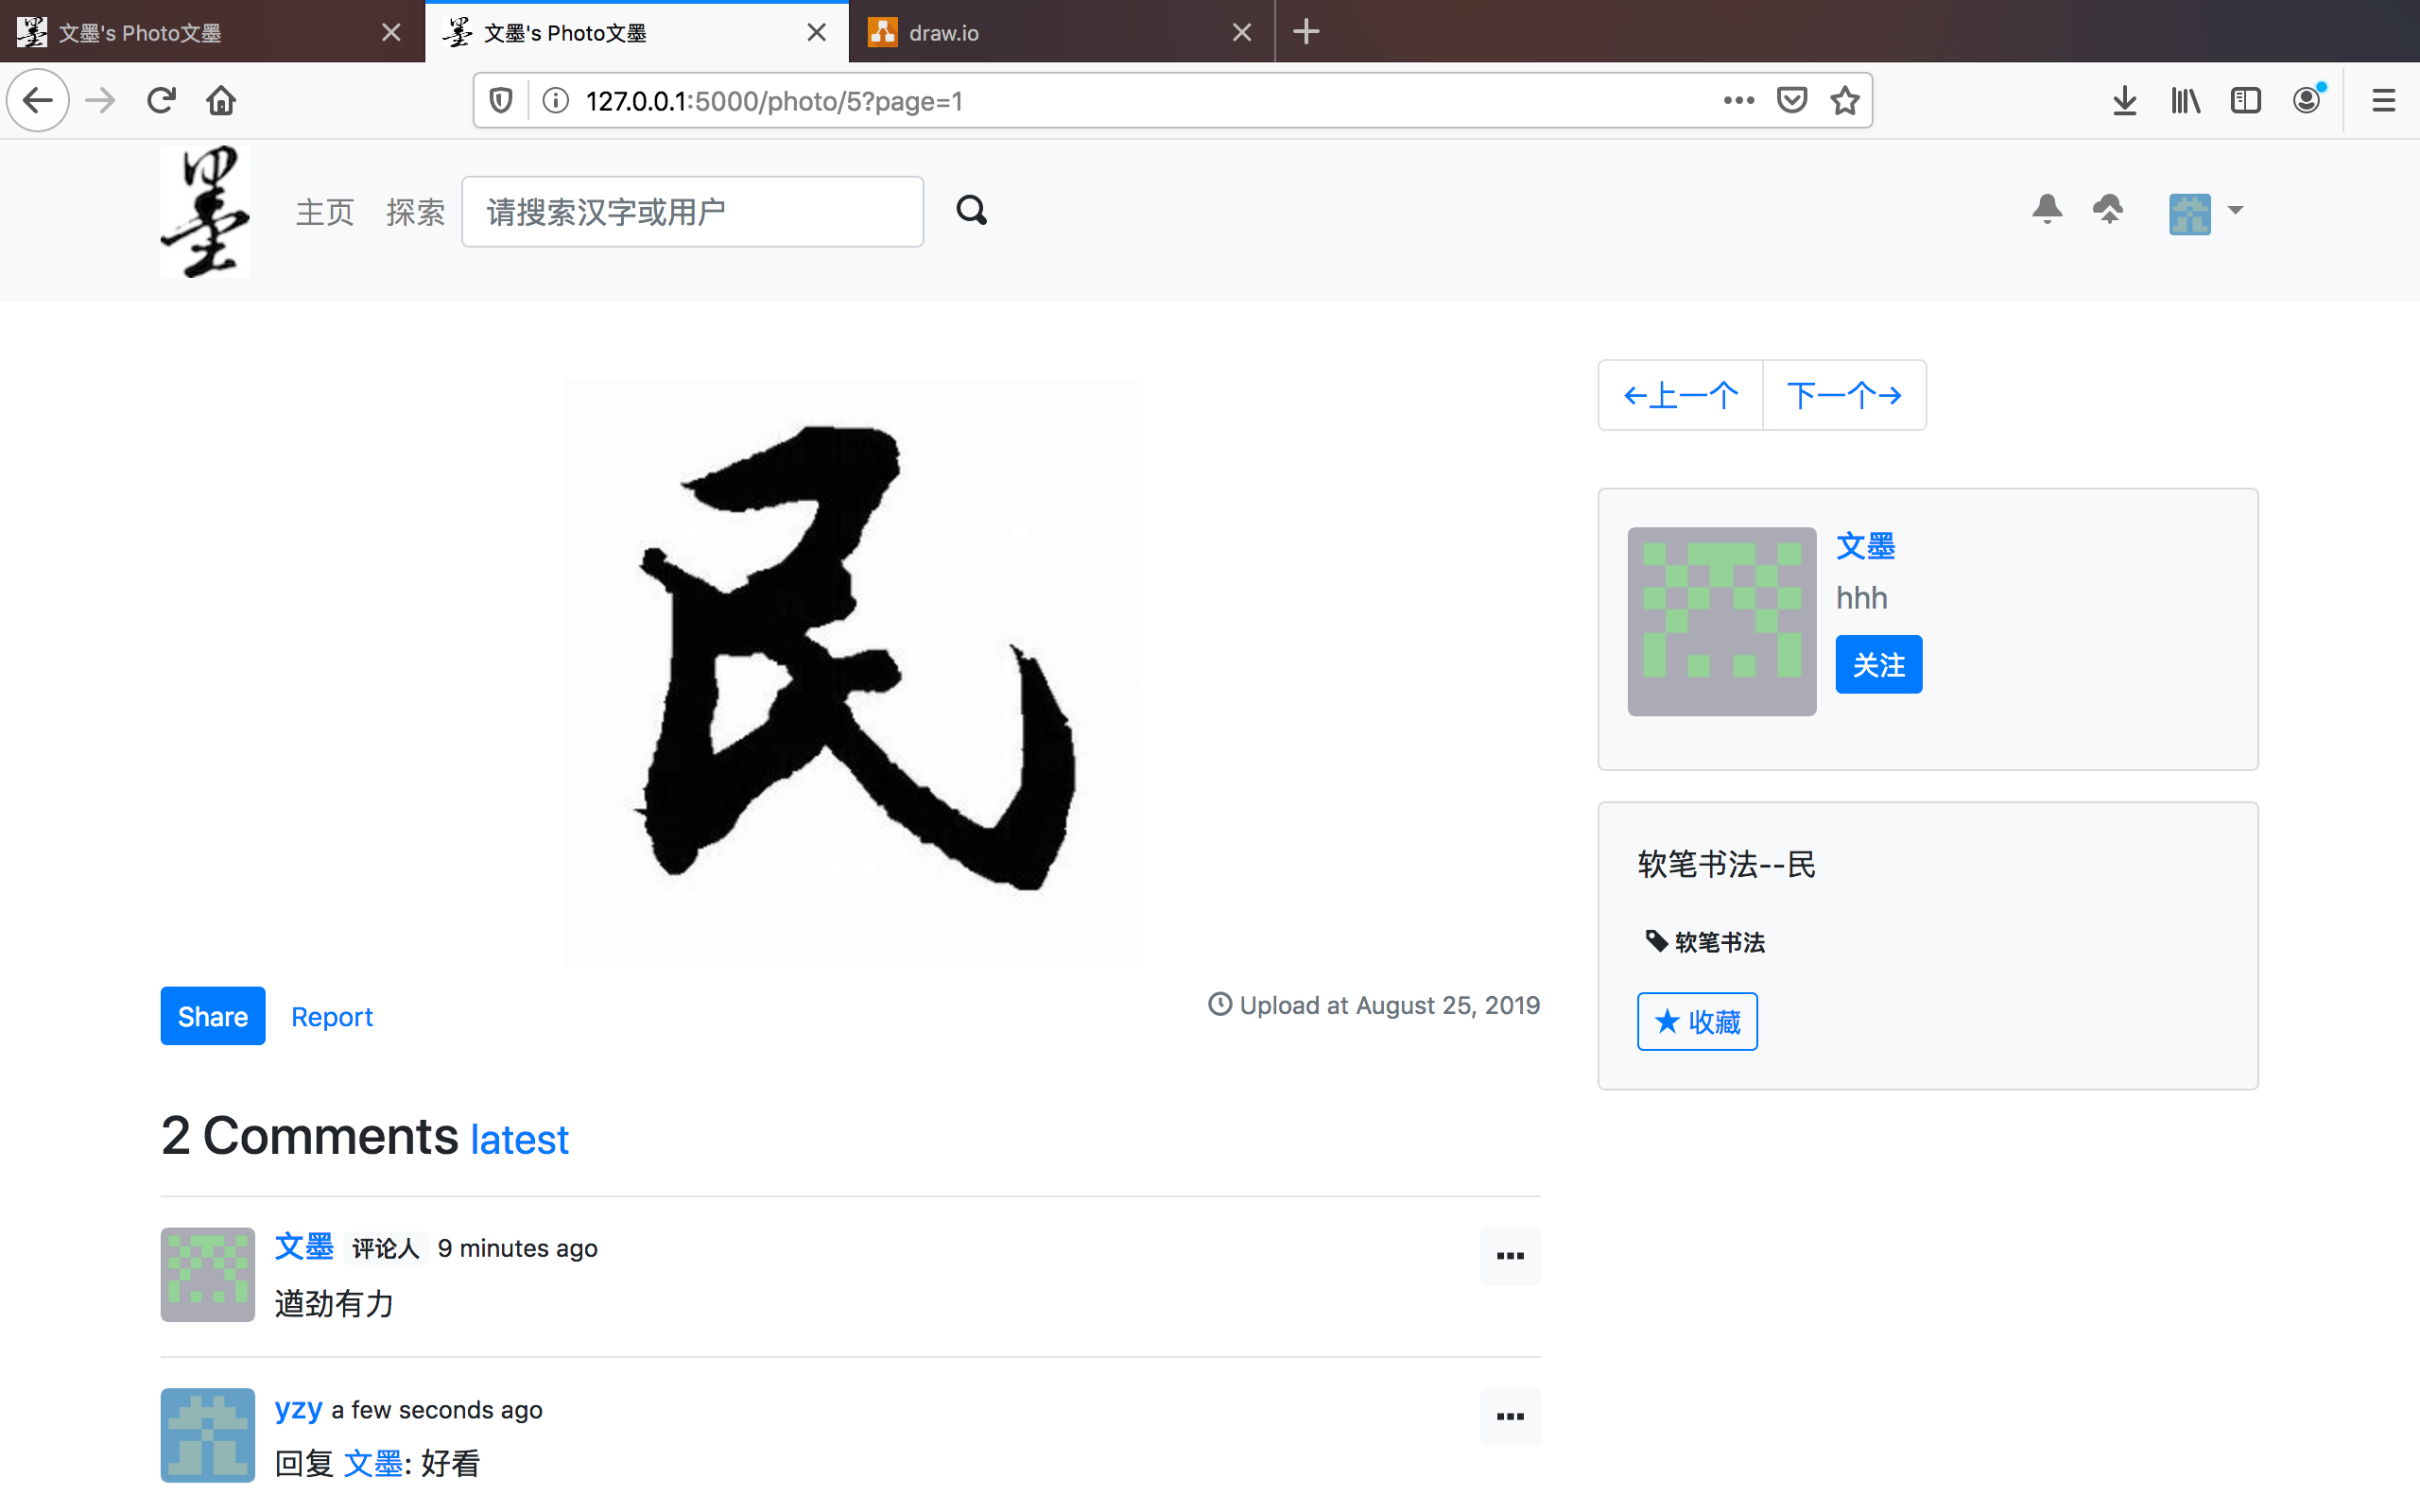 文墨's Photo文墨
文墨's Photo文墨
draw.io
127.0.0.1:5000/photo/5?page=1
墨
主页 探索 请搜索汉字或用户
←上一个 下一个→
民
文墨
hhh
关注
软笔书法--民
软笔书法
★ 收藏
Share Report Upload at August 25, 2019
2 Comments latest
文墨 评论人 9 minutes ago
遒劲有力
yzy a few seconds ago
回复 文墨: 好看